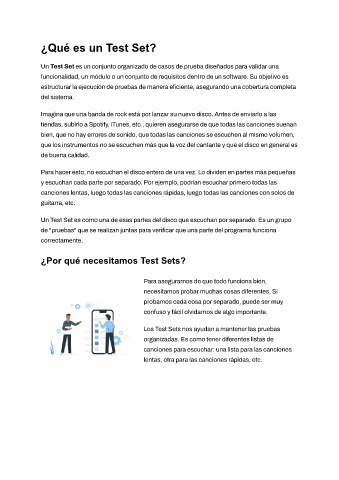 ¿Qué es un Test Set?
Un Test Set es un conjunto organizado de casos de prueba diseñados para validar una
funcionalidad, un módulo o un conjunto de requisitos dentro de un software. Su objetivo es
estructurar la ejecución de pruebas de manera eficiente, asegurando una cobertura completa
del sistema.
Imagina que una banda de rock está por lanzar su nuevo disco. Antes de enviarlo a las
tiendas, subirlo a Spotify, iTunes, etc., quieren asegurarse de que todas las canciones suenan
bien, que no hay errores de sonido, que todas las canciones se escuchen al mismo volumen,
que los instrumentos no se escuchen más que la voz del cantante y que el disco en general es
de buena calidad.
Para hacer esto, no escuchan el disco entero de una vez. Lo dividen en partes más pequeñas
y escuchan cada parte por separado. Por ejemplo, podrían escuchar primero todas las
canciones lentas, luego todas las canciones rápidas, luego todas las canciones con solos de
guitarra, etc.
Un Test Set es como una de esas partes del disco que escuchan por separado. Es un grupo
de "pruebas" que se realizan juntas para verificar que una parte del programa funciona
correctamente.
¿Por qué necesitamos Test Sets?
Para asegurarnos de que todo funciona bien,
necesitamos probar muchas cosas diferentes. Si
probamos cada cosa por separado, puede ser muy
confuso y fácil olvidarnos de algo importante.
Los Test Sets nos ayudan a mantener las pruebas
organizadas. Es como tener diferentes listas de
canciones para escuchar: una lista para las canciones
lentas, otra para las canciones rápidas, etc.